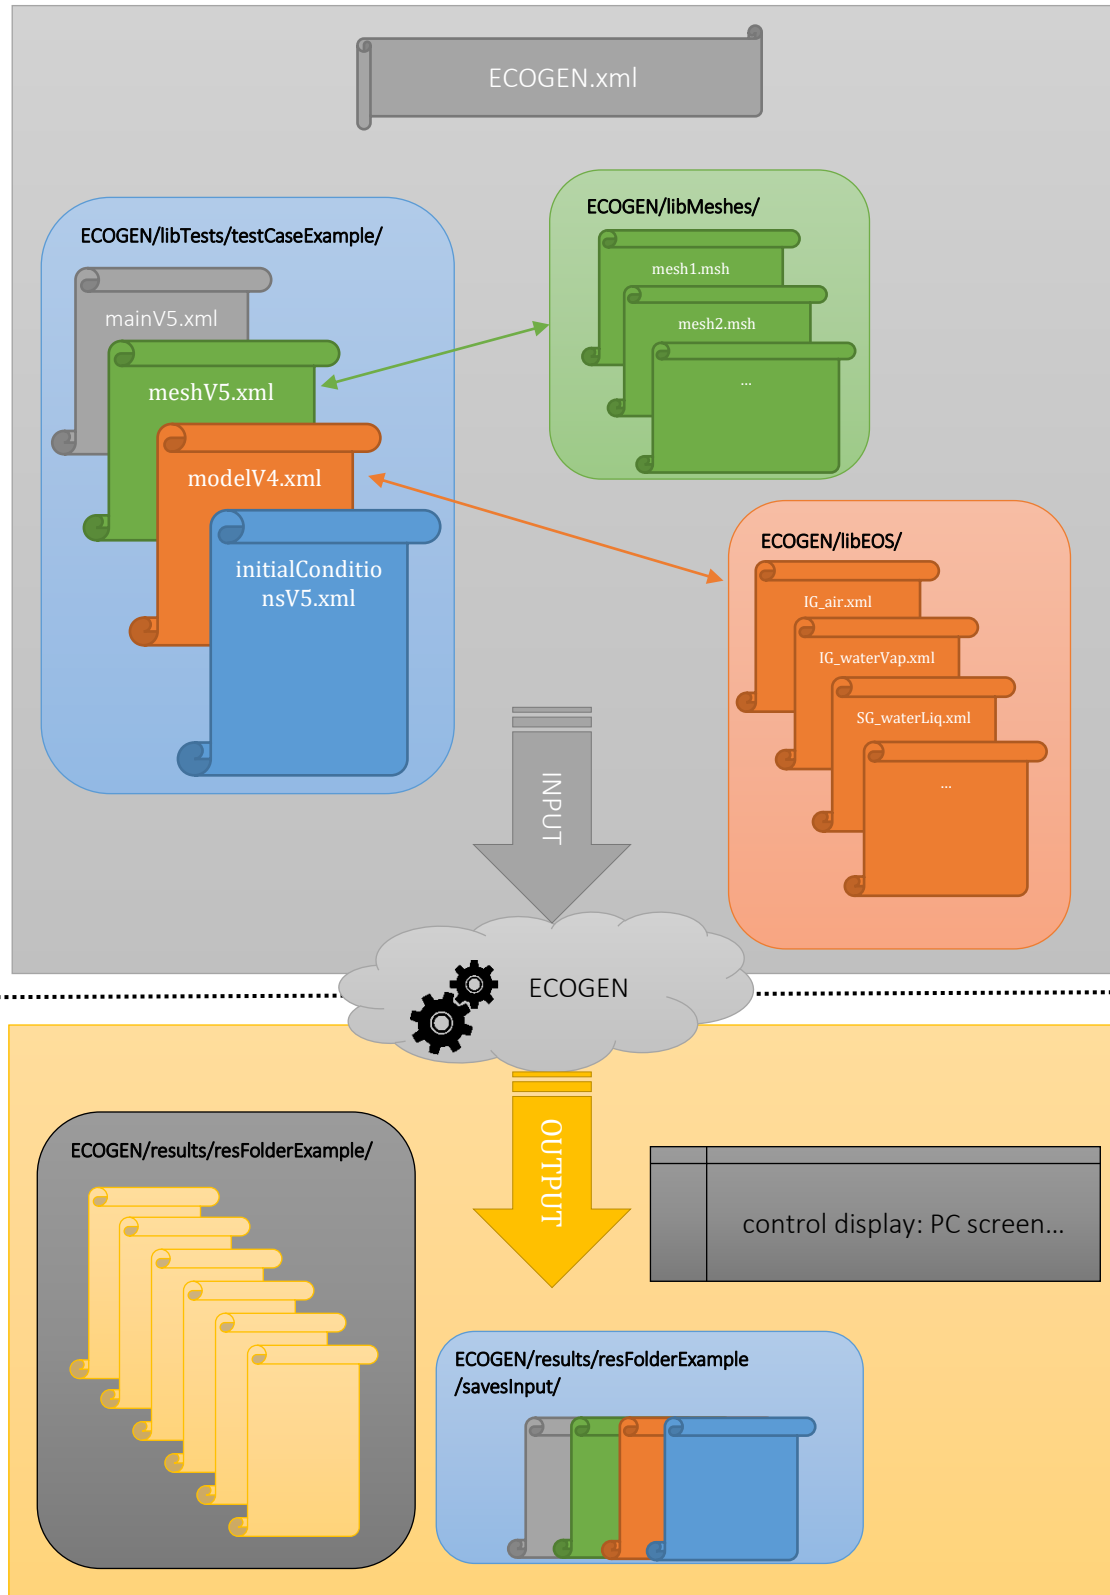 ECOGEN.xml
ECOGEN/libTests/testCaseExample/
mainV5.xml
meshV5.xml
modelV4.xml
initialConditio
nsV5.xml
ECOGEN/libMeshes/
mesh1.msh
mesh2.msh
...
ECOGEN/libEOS/
IG_air.xml
IG_waterVap.xml
SG_waterLiq.xml
...
INPUT
ECOGEN
OUTPUT
ECOGEN/results/resFolderExample/
control display: PC screen...
ECOGEN/results/resFolderExample
/savesInput/